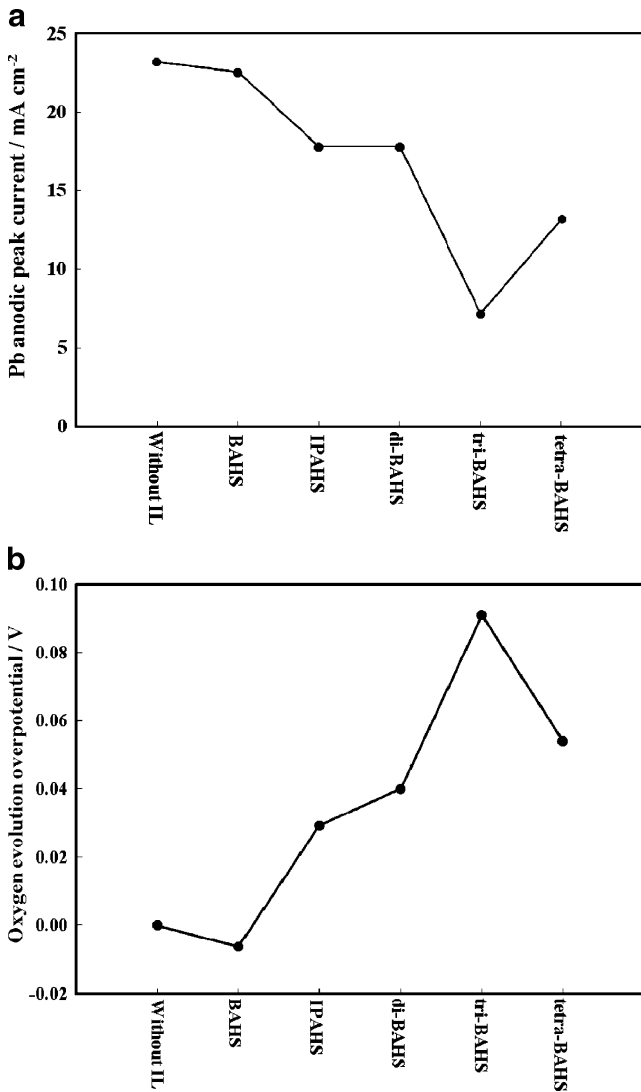 a
Pb anodic peak current / mA cm-2
25
20
15
10
5
0
Without IL
BAHS
IPAHS
di-BAHS
tri-BAHS
tetra-BAHS
b
Oxygen evolution overpotential / V
0.10
0.08
0.06
0.04
0.02
0.00
-0.02
Without IL
BAHS
IPAHS
di-BAHS
tri-BAHS
tetra-BAHS